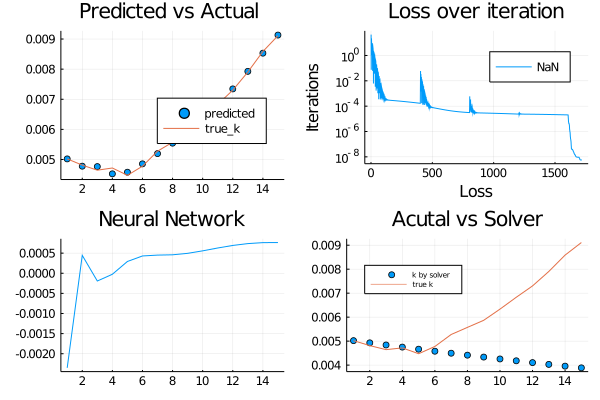 Predicted vs Actual
0.009
0.008
0.007
0.006
0.005
predicted
true_k
2 4 6 8 10 12 14
Loss over iteration
10^0
10^-2
10^-4
10^-6
10^-8
Iterations
NaN
0 500 1000 1500
Loss
Neural Network
0.0005
0.0000
-0.0005
-0.0010
-0.0015
-0.0020
2 4 6 8 10 12 14
Acutal vs Solver
0.009
0.008
0.007
0.006
0.005
0.004
k by solver
true k
2 4 6 8 10 12 14